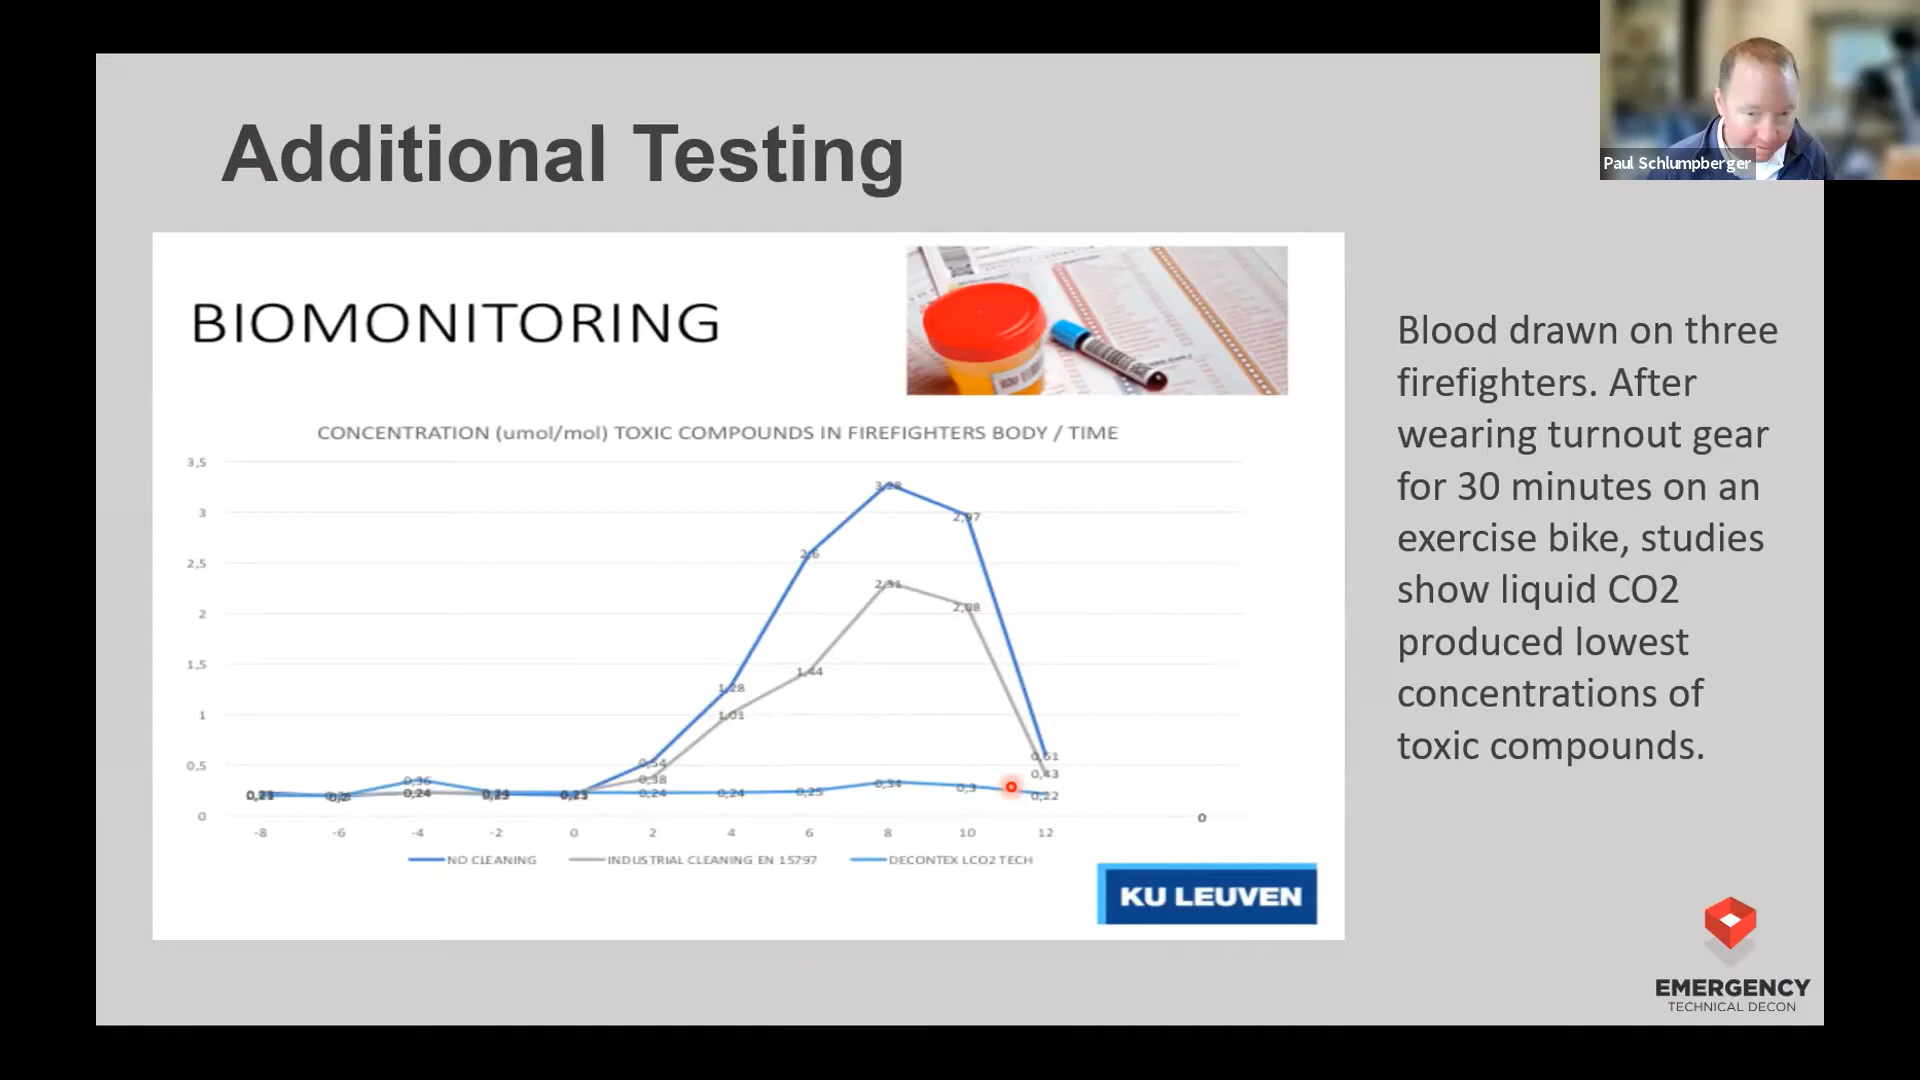 Additional Testing
Paul Schlumpberger
BIOMONITORING
CONCENTRATION (umol/mol) TOXIC COMPOUNDS IN FIREFIGHTERS BODY / TIME
3,5
3
2,5
2
1,5
1
0,5
0
3,28
2,97
2,6
2,31
2,08
1,44
1,28
1,01
0,54
0,38
0,61
0,43
0,36
0,24
0,23
0,24
0,24
0,25
0,34
0,3
0,22
0
-8 -6 -4 -2 0 2 4 6 8 10 12
NO CLEANING INDUSTRIAL CLEANING EN 15797 DECONTEX LCO2 TECH
KU LEUVEN
Blood drawn on three
firefighters. After
wearing turnout gear
for 30 minutes on an
exercise bike, studies
show liquid CO2
produced lowest
concentrations of
toxic compounds.
EMERGENCY
TECHNICAL DECON